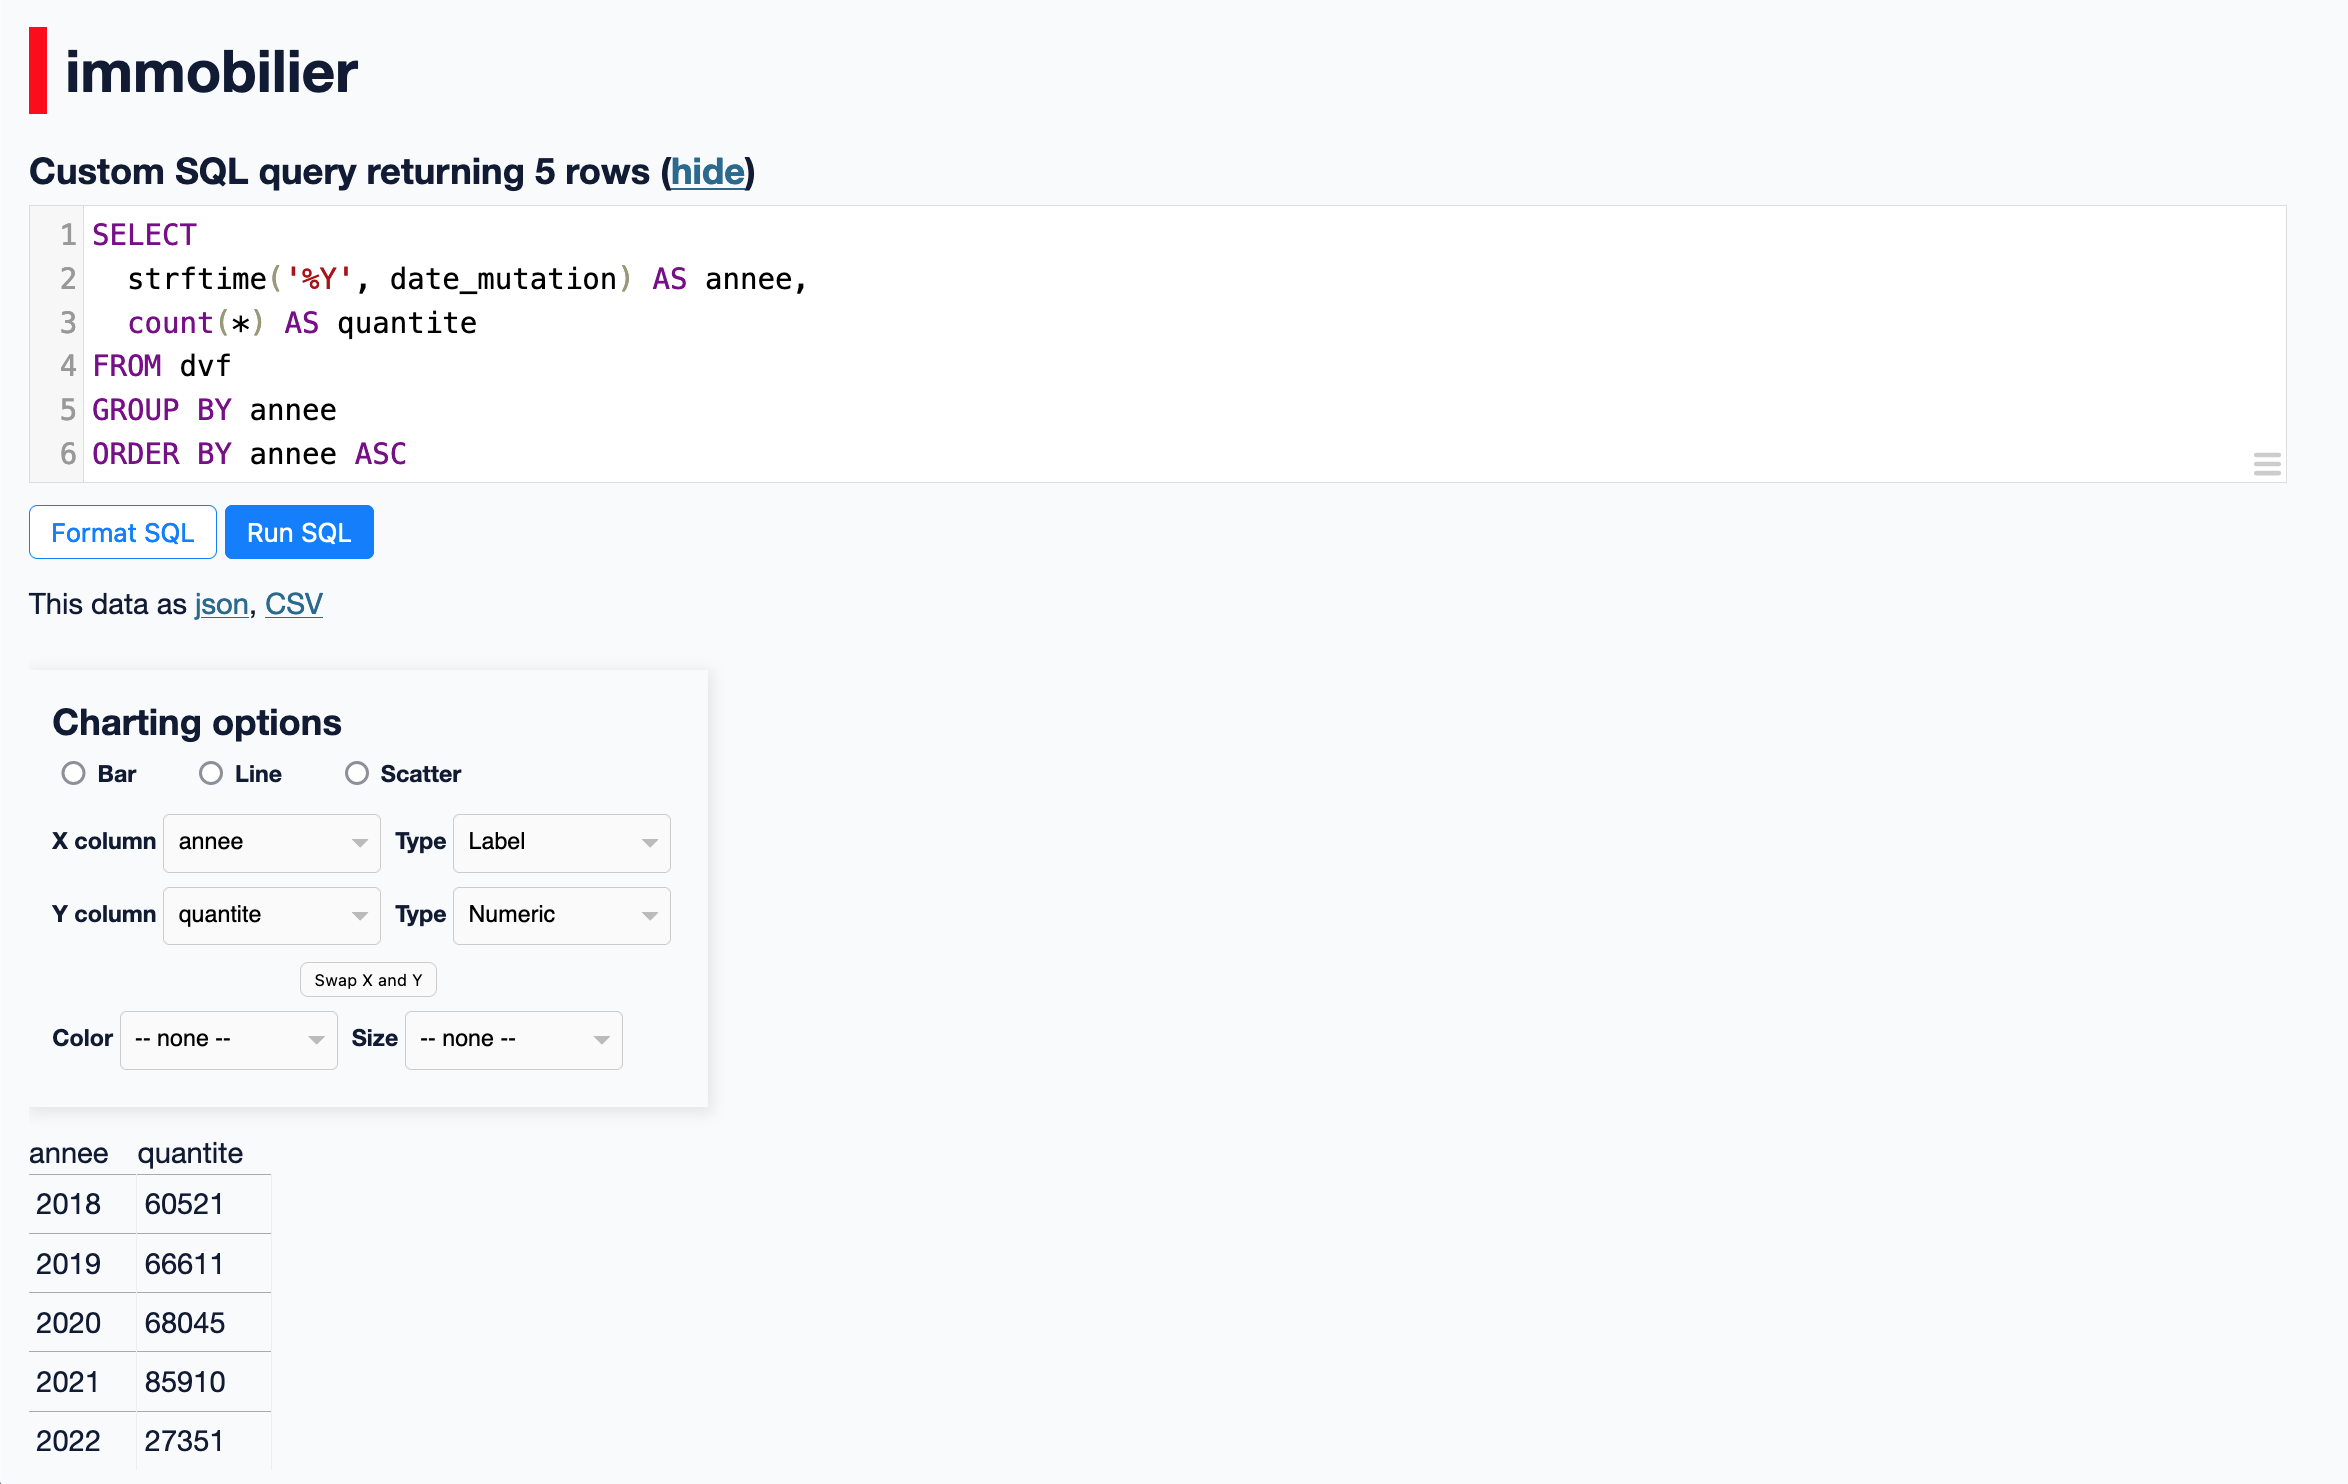 immobilier
Custom SQL query returning 5 rows (hide)
1 SELECT
2   strftime('%Y', date_mutation) AS annee,
3   count(*) AS quantite
4 FROM dvf
5 GROUP BY annee
6 ORDER BY annee ASC
Format SQL Run SQL
This data as json, CSV
Charting options
Bar Line Scatter
X column annee Type Label
Y column quantite Type Numeric
Swap X and Y
Color -- none -- Size -- none --
annee quantite
2018 60521
2019 66611
2020 68045
2021 85910
2022 27351